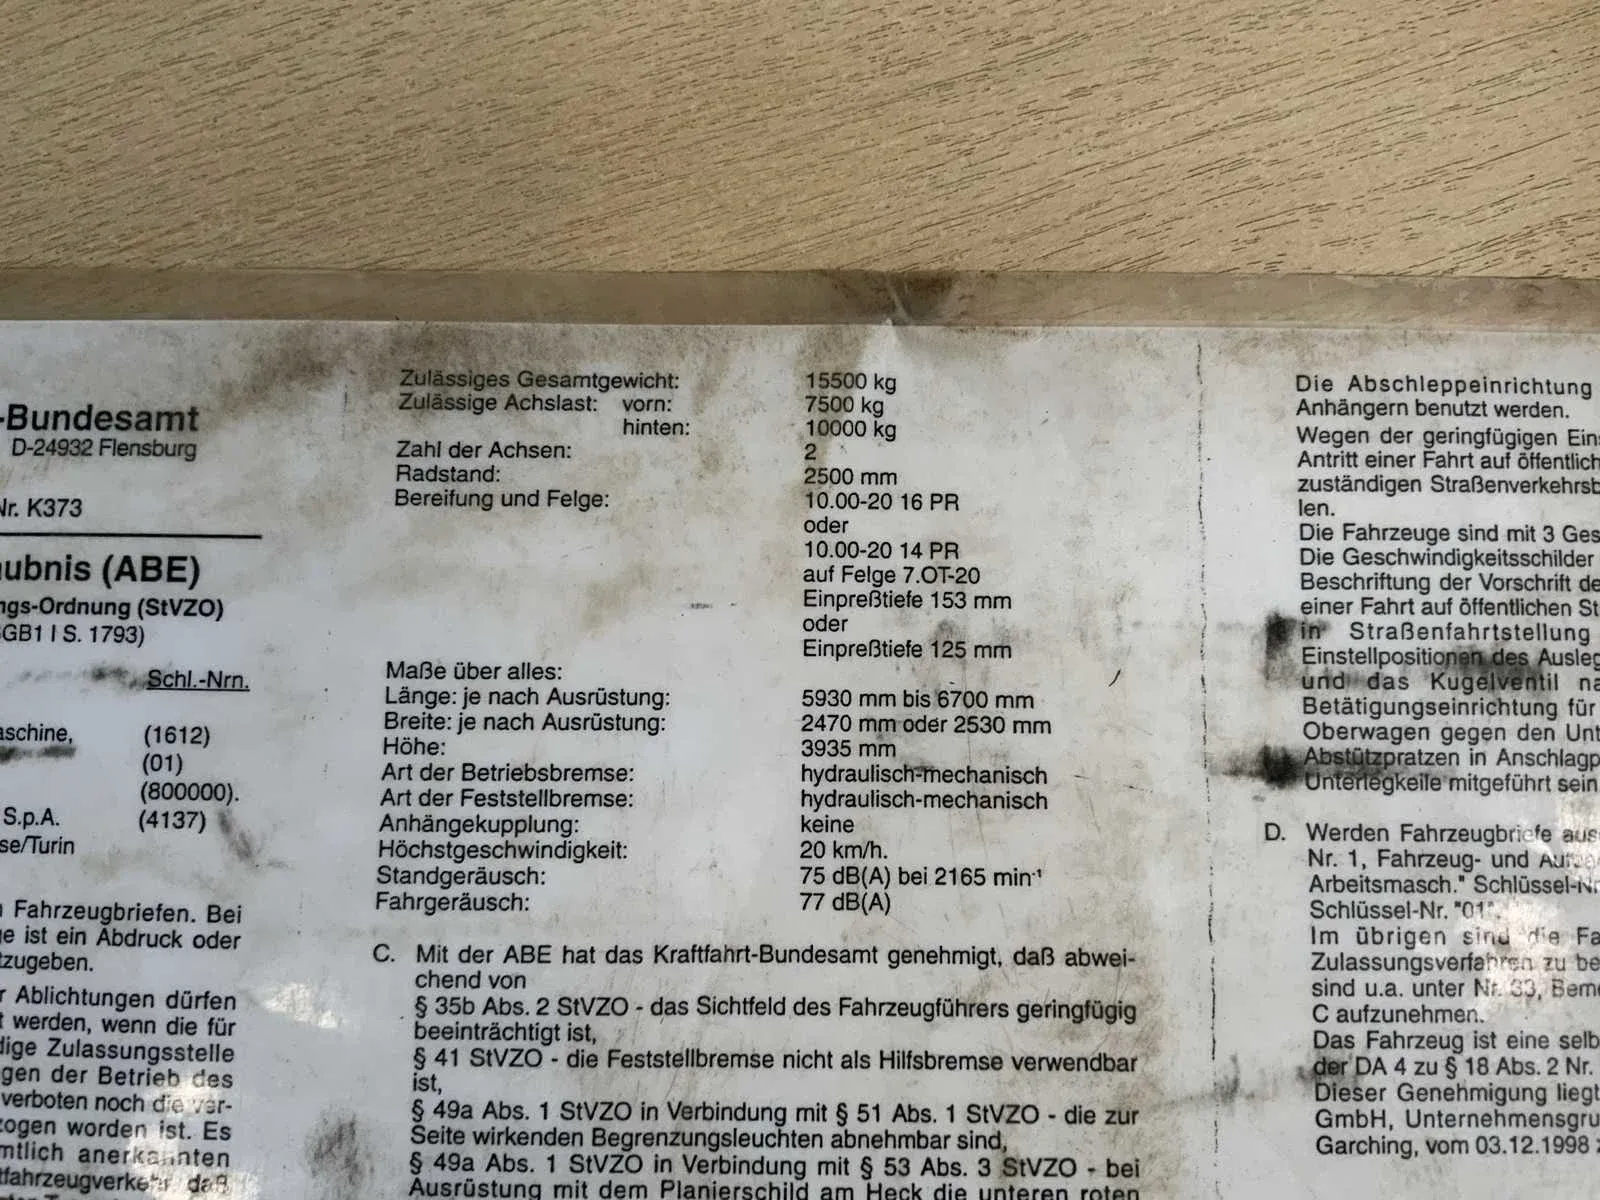 -Bundesamt
D-24932 Flensburg
Nr. K373
ubnis (ABE)
ngs-Ordnung (StVZO)
GB1 I S. 1793)
Schl.-Nrn.
aschine, (1612)
(01)
(800000).
S.p.A. (4137)
se/Turin
Fahrzeugbriefen. Bei
ge ist ein Abdruck oder
zugeben.
r Ablichtungen dürfen
t werden, wenn die für
dige Zulassungsstelle
gen der Betrieb des
verboten noch die ver-
zogen worden ist. Es
mtlich anerkannten
tfahrzeugverkehr daß
Zulässiges Gesamtgewicht: 15500 kg
Zulässige Achslast: vorn: 7500 kg
hinten: 10000 kg
Zahl der Achsen: 2
Radstand: 2500 mm
Bereifung und Felge: 10.00-20 16 PR
oder
10.00-20 14 PR
auf Felge 7.OT-20
Einpreßtiefe 153 mm
oder
Einpreßtiefe 125 mm
Maße über alles:
Länge: je nach Ausrüstung: 5930 mm bis 6700 mm
Breite: je nach Ausrüstung: 2470 mm oder 2530 mm
Höhe: 3935 mm
Art der Betriebsbremse: hydraulisch-mechanisch
Art der Feststellbremse: hydraulisch-mechanisch
Anhängekupplung: keine
Höchstgeschwindigkeit: 20 km/h.
Standgeräusch: 75 dB(A) bei 2165 min⁻¹
Fahrgeräusch: 77 dB(A)
C. Mit der ABE hat das Kraftfahrt-Bundesamt genehmigt, daß abwei-
chend von
§ 35b Abs. 2 StVZO - das Sichtfeld des Fahrzeugführers geringfügig
beeinträchtigt ist,
§ 41 StVZO - die Feststellbremse nicht als Hilfsbremse verwendbar
ist,
§ 49a Abs. 1 StVZO in Verbindung mit § 51 Abs. 1 StVZO - die zur
Seite wirkenden Begrenzungsleuchten abnehmbar sind,
§ 49a Abs. 1 StVZO in Verbindung mit § 53 Abs. 3 StVZO - bei
Ausrüstung mit dem Planierschild am Heck die unteren roten
Die Abschleppeinrichtung
Anhängern benutzt werden.
Wegen der geringfügigen Ein
Antritt einer Fahrt auf öffentlich
zuständigen Straßenverkehrsb
len.
Die Fahrzeuge sind mit 3 Ges
Die Geschwindigkeitsschilder
Beschriftung der Vorschrift de
einer Fahrt auf öffentlichen St
in Straßenfahrtstellung
Einstellpositionen des Ausleg
und das Kugelventil na
Betätigungseinrichtung für
Oberwagen gegen den Unt
Abstützpratzen in Anschlagp
Unterlegkeile mitgeführt sein
D. Werden Fahrzeugbriefe aus
Nr. 1, Fahrzeug- und
Arbeitsmasch." Schlüssel-Nr
Schlüssel-Nr. "01".
Im übrigen sind die Fa
Zulassungsverfahren zu be
sind u.a. unter Nr. 33, Beme
C aufzunehmen.
Das Fahrzeug ist eine selb
der DA 4 zu § 18 Abs. 2 Nr.
Dieser Genehmigung liegt
GmbH, Unternehmensgru
Garching, vom 03.12.1998